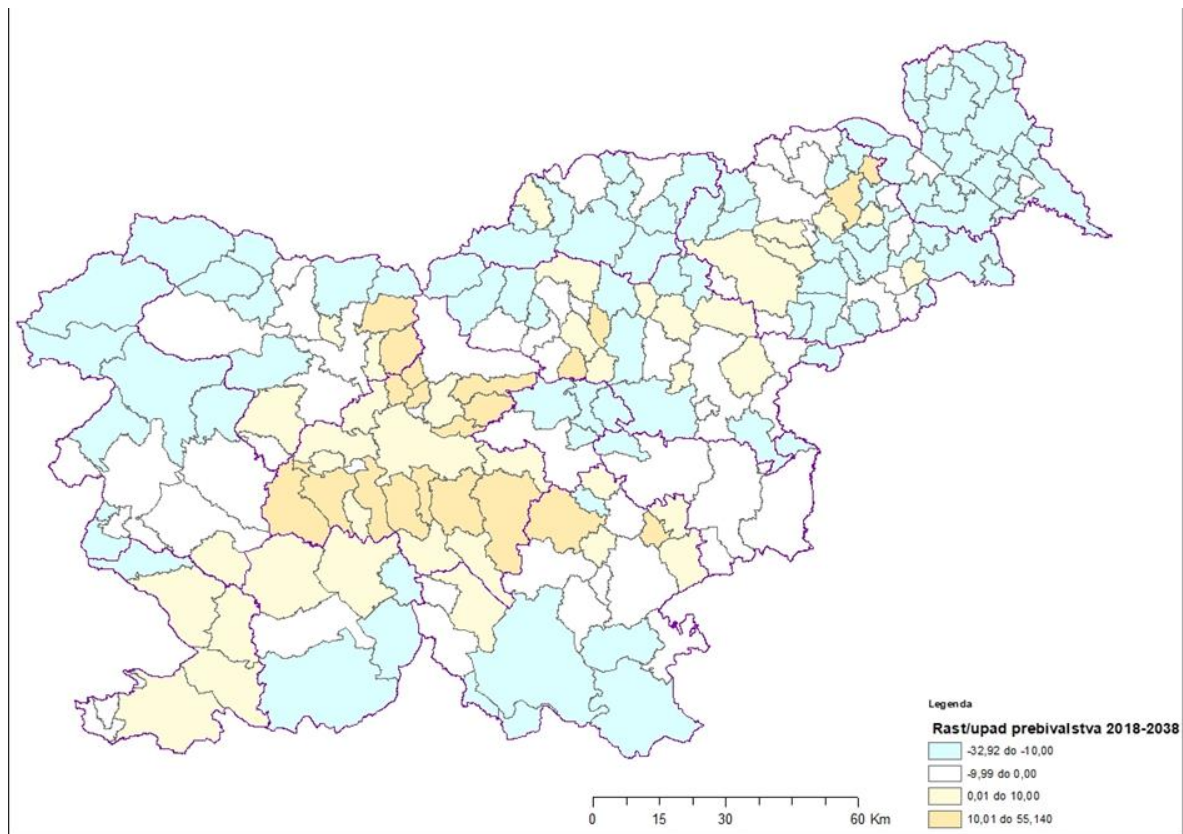 Legenda
Rast/upad prebivalstva 2018-2038
-32,92 do -10,00
-9,99 do 0,00
0,01 do 10,00
10,01 do 55,140
0 15 30 60 Km